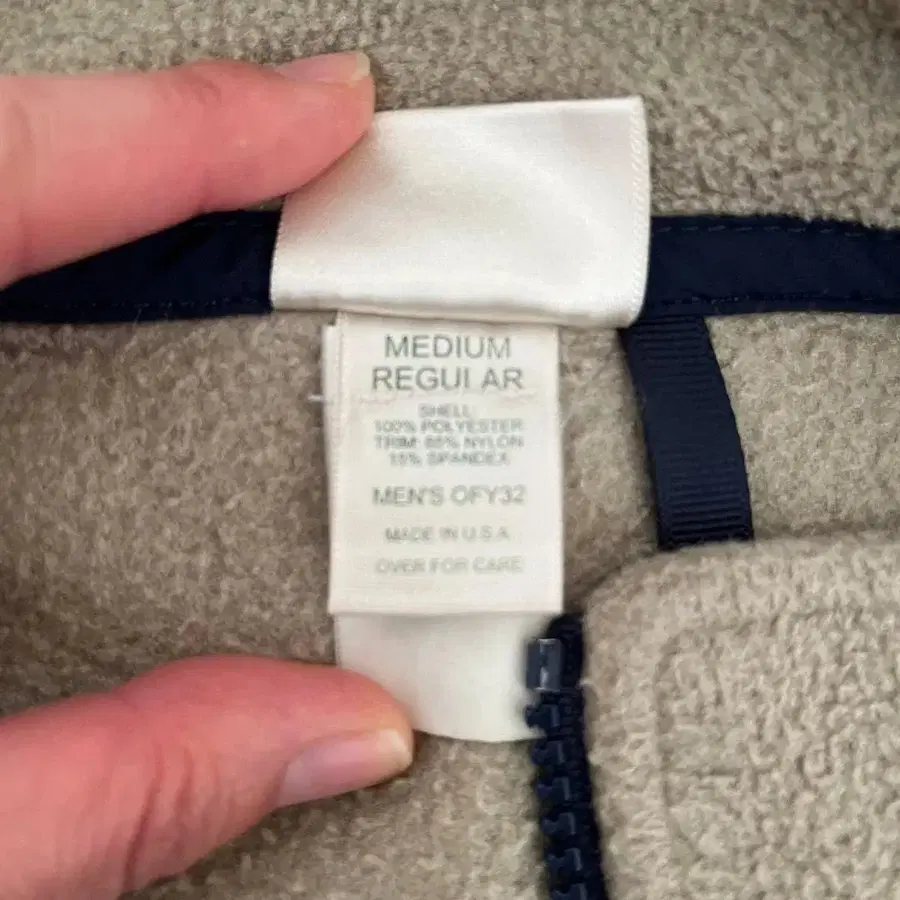 MEDIUM
REGULAR
SHELL:
100% POLYESTER
TRIM: 85% NYLON
15% SPANDEX
MEN'S OFY32
MADE IN U.S.A.
OVER FOR CARE